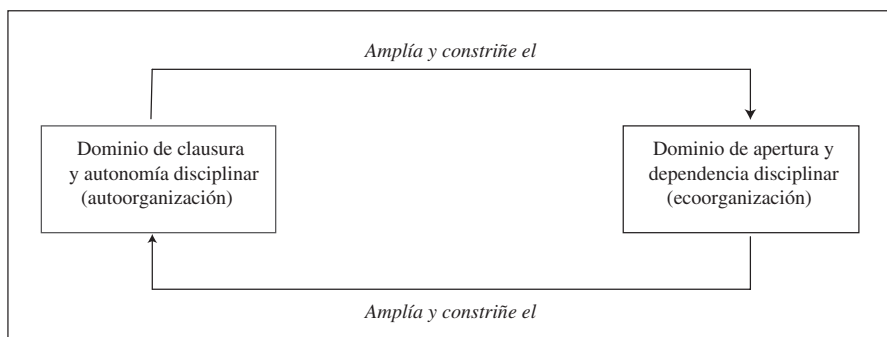 Amplía y constriñe el
Dominio de clausura
y autonomía disciplinar
(autoorganización)
Dominio de apertura y
dependencia disciplinar
(ecoorganización)
Amplía y constriñe el